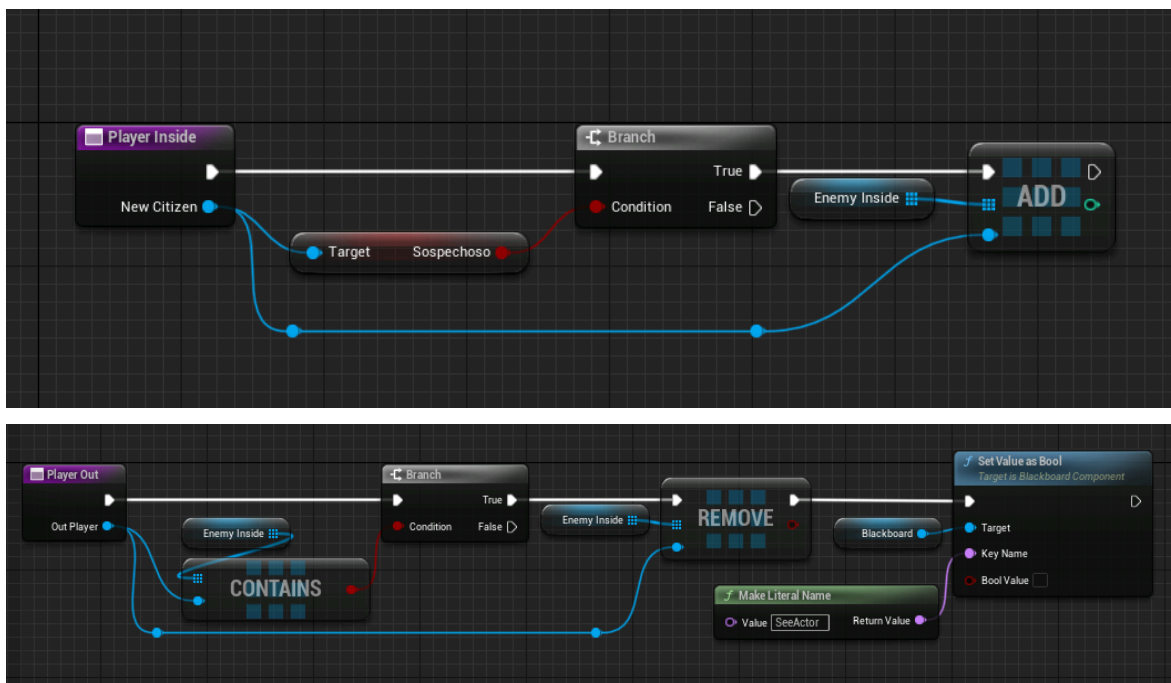 Player Inside
New Citizen
Target Sospechoso
Branch
True
Condition False
Enemy Inside
ADD
Player Out
Out Player
Enemy Inside
CONTAINS
Branch
True
Condition False
Enemy Inside
REMOVE
Make Literal Name
Value SeeActor Return Value
Blackboard
f Set Value as Bool
Target is Blackboard Component
Target
Key Name
Bool Value